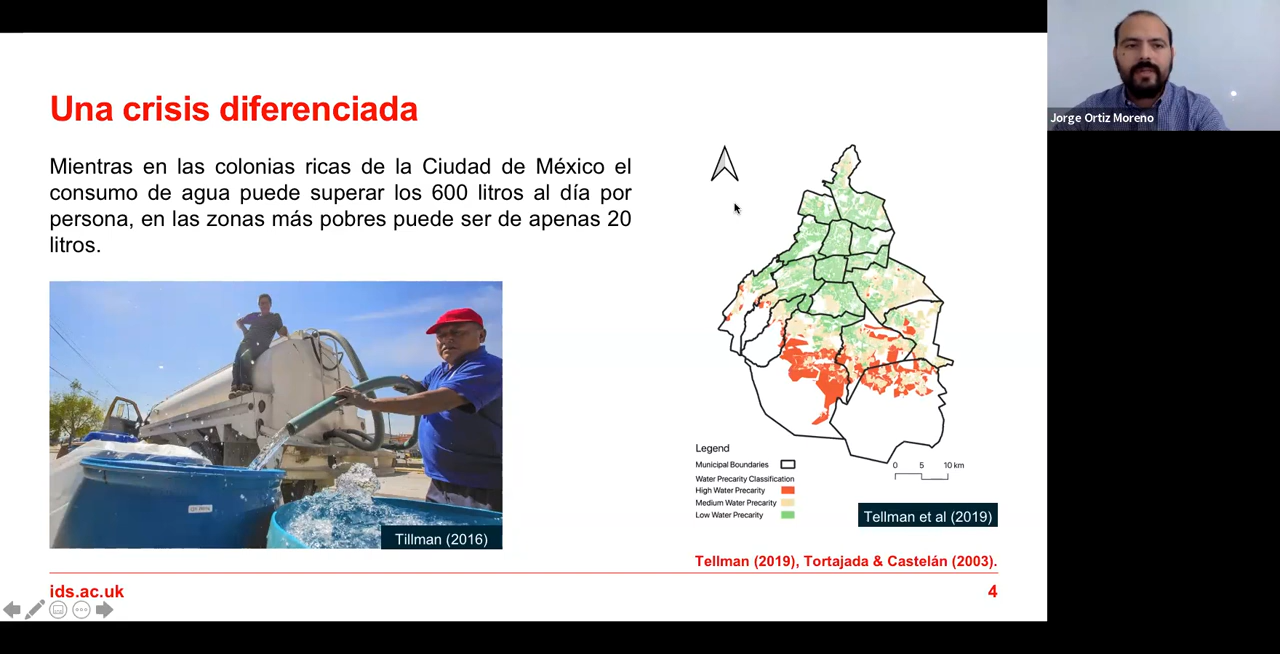 Una crisis diferenciada
Mientras en las colonias ricas de la Ciudad de México el
consumo de agua puede superar los 600 litros al día por
persona, en las zonas más pobres puede ser de apenas 20
litros.
Tillman (2016)
Legend
Municipal Boundaries
Water Precarity Classification
High Water Precarity
Medium Water Precarity
Low Water Precarity
0 5 10 km
Tellman et al (2019)
Tellman (2019), Tortajada & Castelán (2003).
ids.ac.uk
4
Jorge Ortiz Moreno